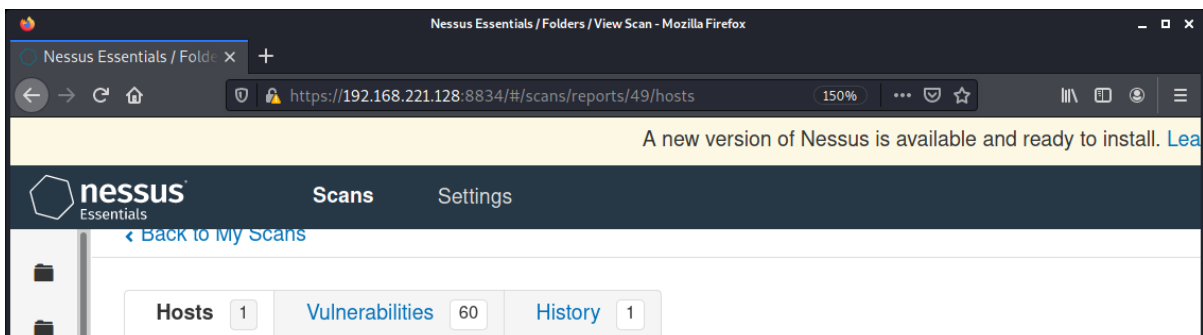 Nessus Essentials / Folders / View Scan - Mozilla Firefox
Nessus Essentials / Folde
https://192.168.221.128:8834/#/scans/reports/49/hosts 150%
A new version of Nessus is available and ready to install. Lea
nessus Scans Settings
Essentials
Back to My Scans
Hosts 1 Vulnerabilities 60 History 1